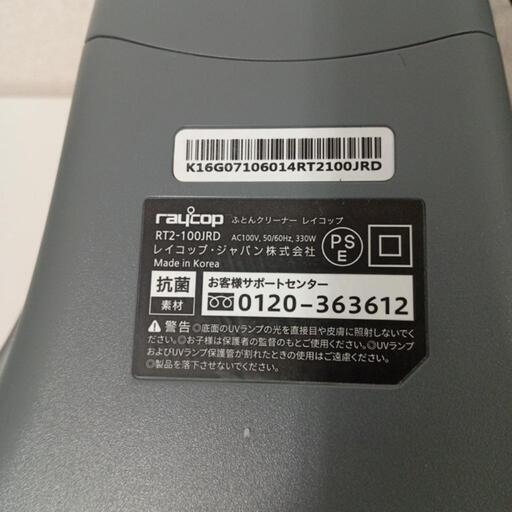 K16G07106014RT2100JRD
raycop ふとんクリーナー レイコップ
RT2-100JRD AC100V, 50/60Hz, 330W
レイコップ・ジャパン株式会社
Made in Korea
PS
E
抗菌
素材
お客様サポートセンター
0120-363612
警告 ◎底面のUVランプの光を直接目や皮膚に照射しないでく
ださい。◎お子様は保護者の監督のもとご使用ください。◎UVランプ
およびUVランプ保護管が割れたときの使用はご遠慮ください。
◎製品を落下させないでください。